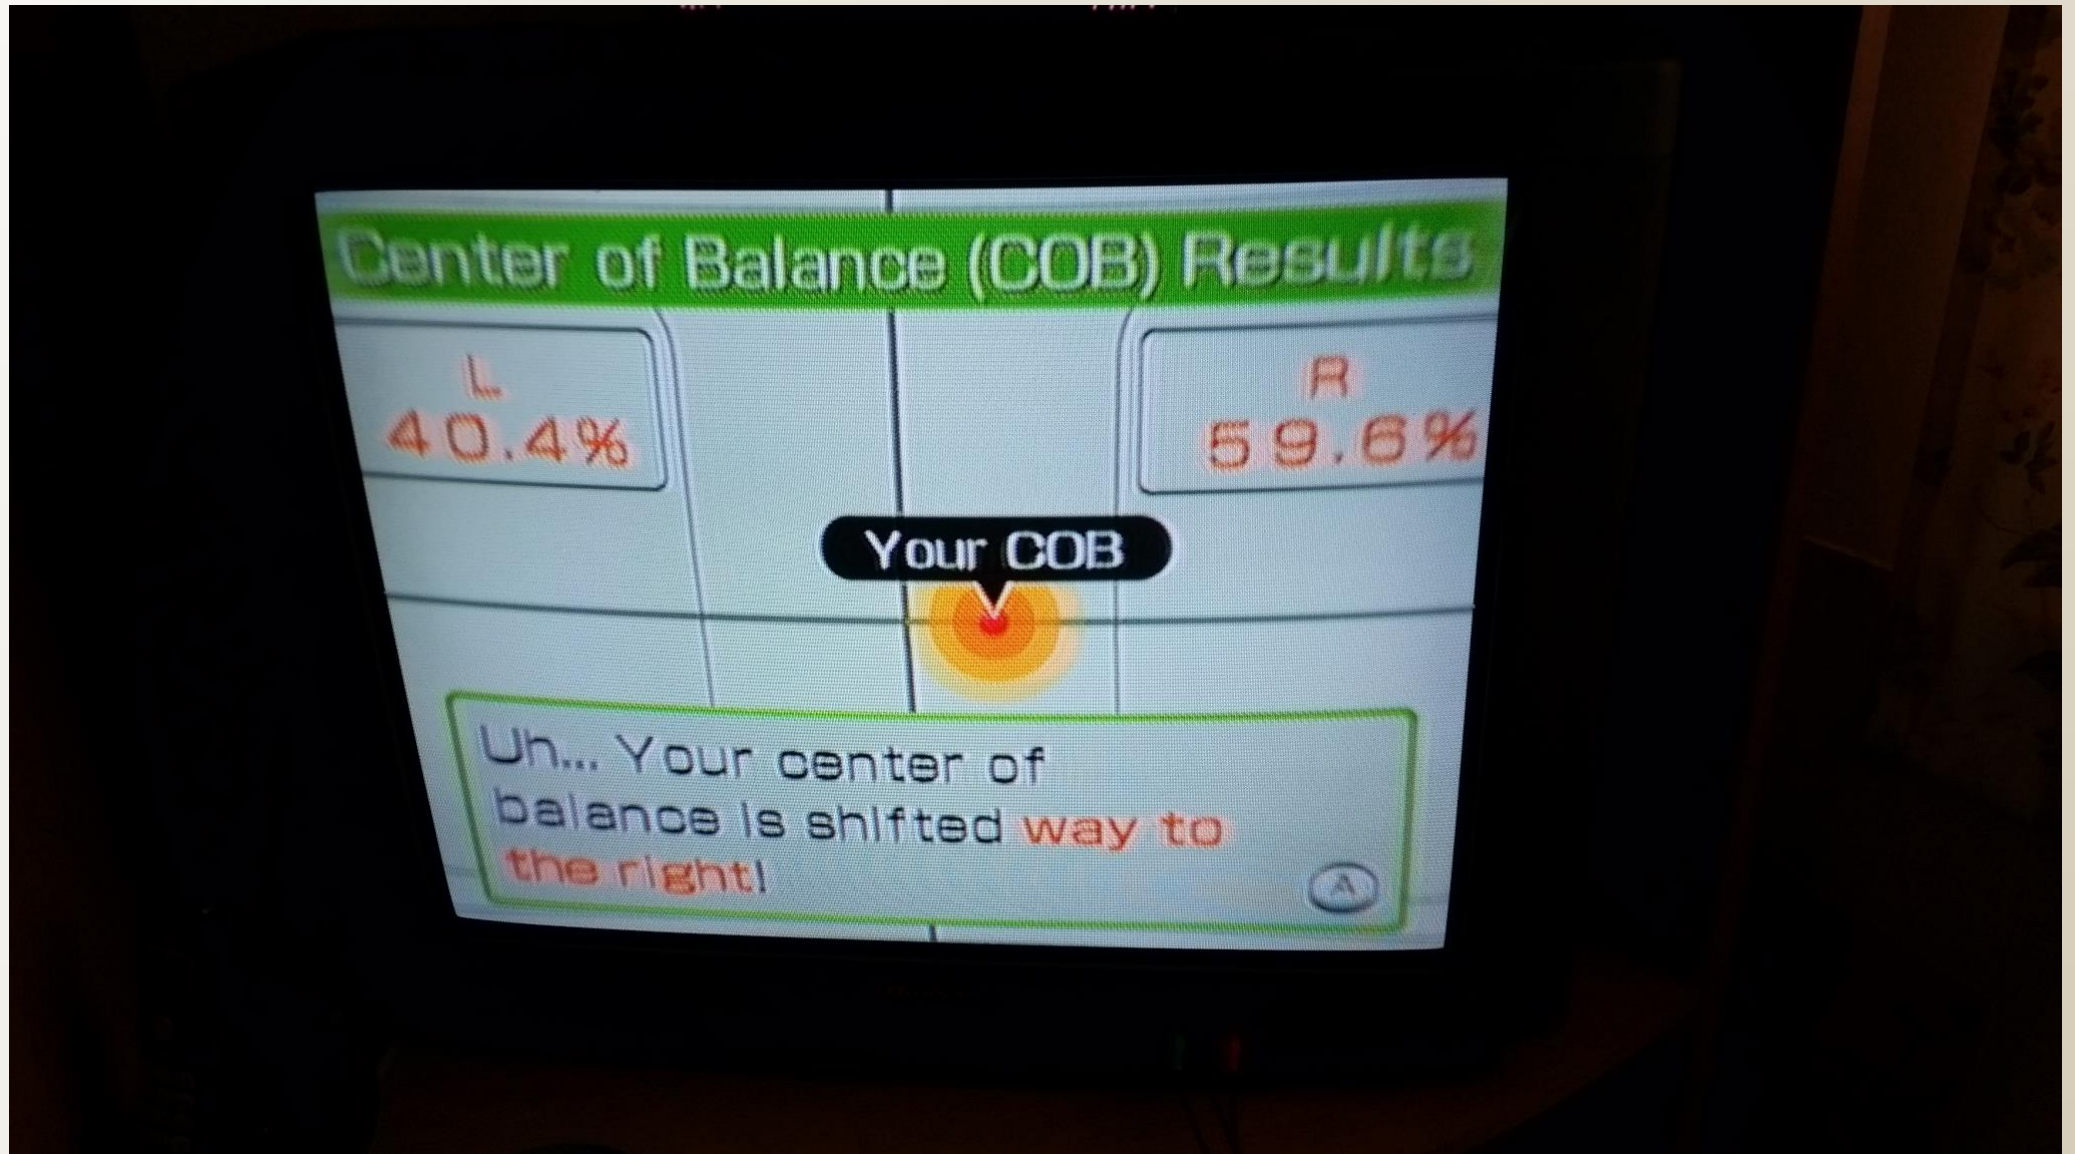 Center of Balance (COB) Results
L
40.4%
R
59.6%
Your COB
Uh... Your center of
balance is shifted way to
the right!
A